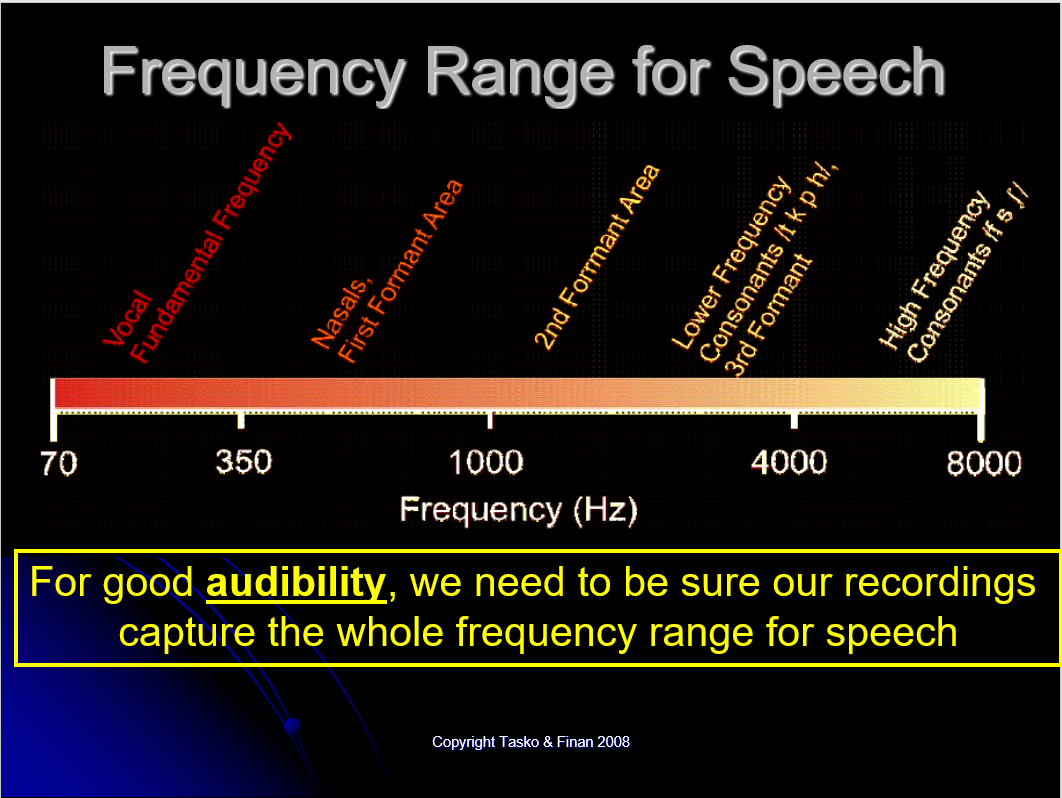 Frequency Range for Speech
Vocal
Fundamental Frequency
Nasals,
First Formant Area
2nd Forrmant Area
Lower Frequency
Consonants /t k p h/,
3rd Formant
High Frequency
Consonants /f s ʃ/
70 350 1000 4000 8000
Frequency (Hz)
For good audibility, we need to be sure our recordings
capture the whole frequency range for speech
Copyright Tasko & Finan 2008